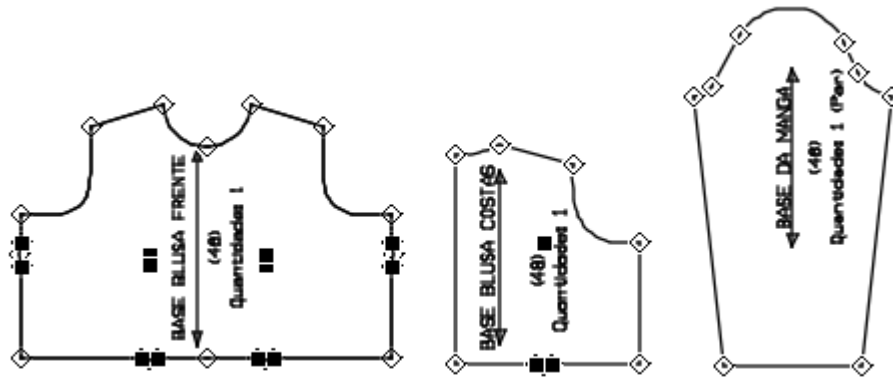 BASE BLUSA FRENTE
(48)
Quantidades 1
BASE BLUSA COSTAS
(48)
Quantidades 1
BASE DA MANGA
(48)
Quantidades 1 (Par)